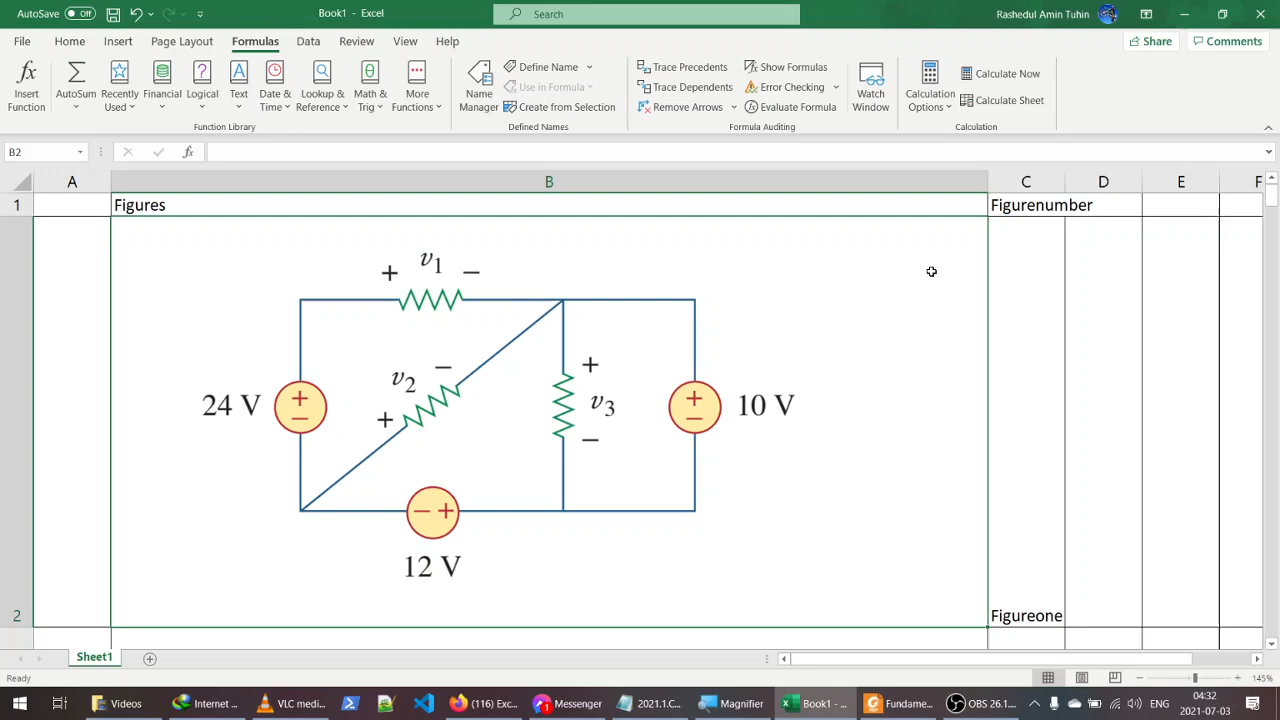 AutoSave Off Book1 - Excel Search Rashedul Amin Tuhin
File Home Insert Page Layout Formulas Data Review View Help Share Comments
fx Insert Function
Σ AutoSum
Recently Used
Financial
Logical
Text
Date & Time
Lookup & Reference
Math & Trig
More Functions
Function Library
Name Manager
Define Name
Use in Formula
Create from Selection
Defined Names
Trace Precedents
Trace Dependents
Remove Arrows
Show Formulas
Error Checking
Evaluate Formula
Formula Auditing
Watch Window
Calculation Options
Calculate Now
Calculate Sheet
Calculation
B2 fx
A B C D E F
1 Figures Figurenumber
+ v1 −
v2 −
+
+
v3
−
24 V + −
+ − 10 V
− +
12 V
2 Figureone
Sheet1
Ready 145%
Videos Internet ... VLC medi... (116) Exc... Messenger 2021.1.C... Magnifier Book1 - ... Fundame... OBS 26.1... ENG 04:32
2021-07-03